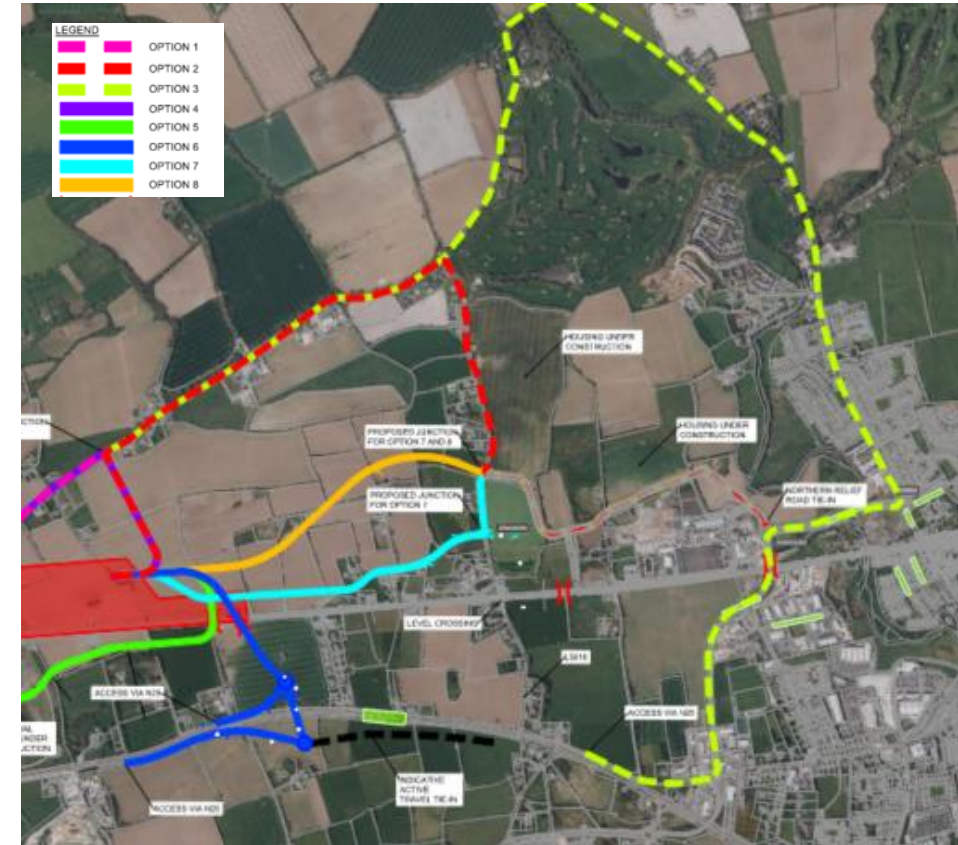 LEGEND
OPTION 1
OPTION 2
OPTION 3
OPTION 4
OPTION 5
OPTION 6
OPTION 7
OPTION 8
HOUSING UNDER
CONSTRUCTION
CTION
PROPOSED JUNCTION
FOR OPTION 7 AND 8
HOUSING UNDER
CONSTRUCTION
PROPOSED JUNCTION
FOR OPTION 7
NORTHERN RELIEF
ROAD TIE-IN
LEVEL CROSSING
ACCESS VIA N25
ACCESS VIA N25
INDICATIVE
ACTIVE
TRAVEL TIE-IN
ACCESS VIA N25